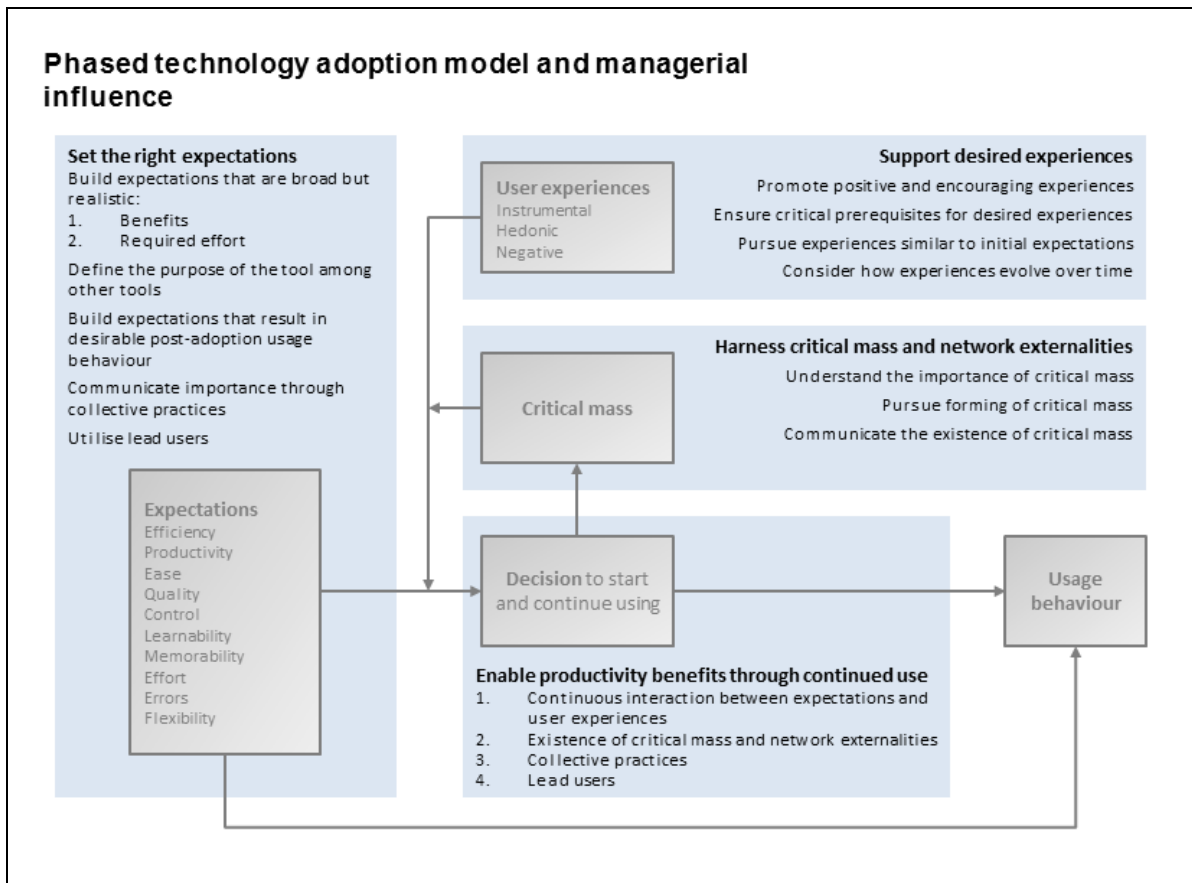 Phased technology adoption model and managerial
influence
Set the right expectations
Build expectations that are broad but
realistic:
1. Benefits
2. Required effort
Define the purpose of the tool among
other tools
Build expectations that result in
desirable post-adoption usage
behaviour
Communicate importance through
collective practices
Utilise lead users
Expectations
Efficiency
Productivity
Ease
Quality
Control
Learnability
Memorability
Effort
Errors
Flexibility
User experiences
Instrumental
Hedonic
Negative
Support desired experiences
Promote positive and encouraging experiences
Ensure critical prerequisites for desired experiences
Pursue experiences similar to initial expectations
Consider how experiences evolve over time
Critical mass
Harness critical mass and network externalities
Understand the importance of critical mass
Pursue forming of critical mass
Communicate the existence of critical mass
Decision to start
and continue using
Enable productivity benefits through continued use
1. Continuous interaction between expectations and
user experiences
2. Existence of critical mass and network externalities
3. Collective practices
4. Lead users
Usage
behaviour